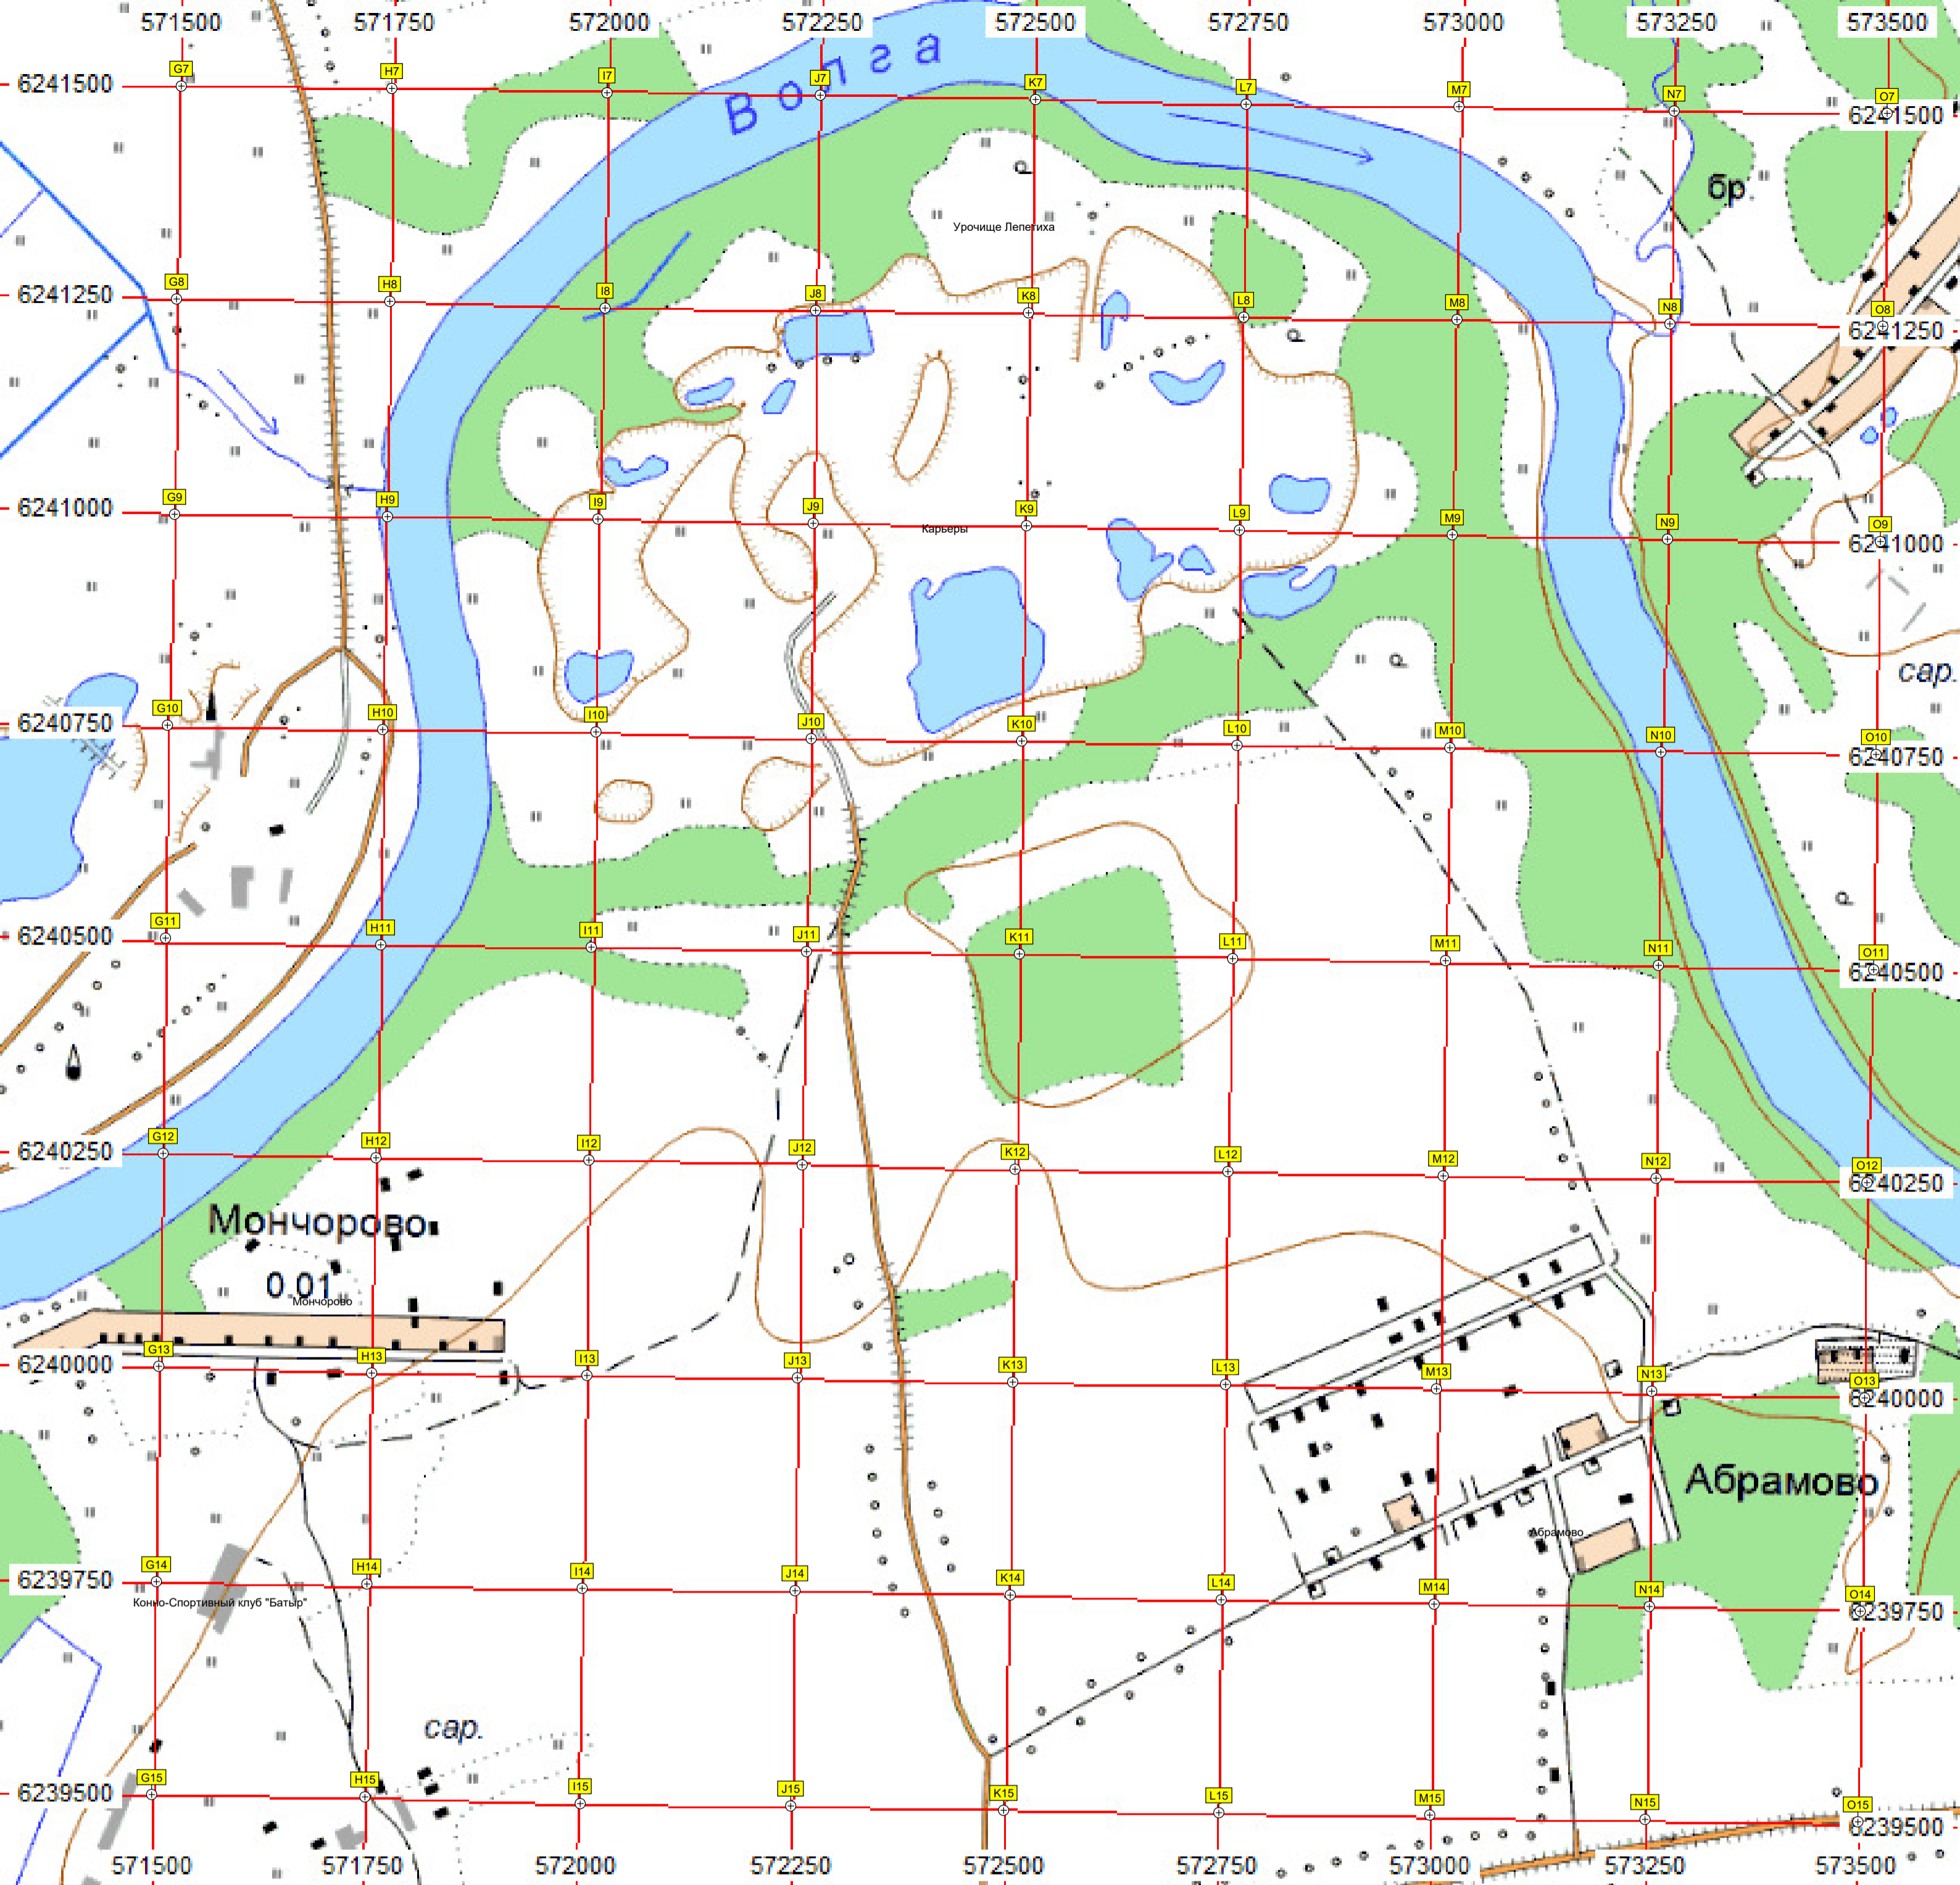 571500 571750 572000 572250 572500 572750 573000 573250 573500
Волга
G7 H7 I7 J7 K7 L7 M7 N7 O7
6241500 6241500
бр.
Урочище Лепетиха
G8 H8 I8 J8 K8 L8 M8 N8 O8
6241250 6241250
р
р
G9 H9 I9 J9 K9 L9 M9 N9 O9
6241000 6241000
Карьеры
р
сар.
G10 H10 I10 J10 K10 L10 M10 N10 O10
6240750 6240750
р
G11 H11 I11 J11 K11 L11 M11 N11 O11
6240500 6240500
G12 H12 I12 J12 K12 L12 M12 N12 O12
6240250 6240250
Мончорово
0.01
Мончорово
G13 H13 I13 J13 K13 L13 M13 N13 O13
6240000 6240000
Абрамово
Абрамово
G14 H14 I14 J14 K14 L14 M14 N14 O14
6239750 6239750
Конно-Спортивный клуб "Батыр"
сар.
G15 H15 I15 J15 K15 L15 M15 N15 O15
6239500 6239500
571500 571750 572000 572250 572500 572750 573000 573250 573500